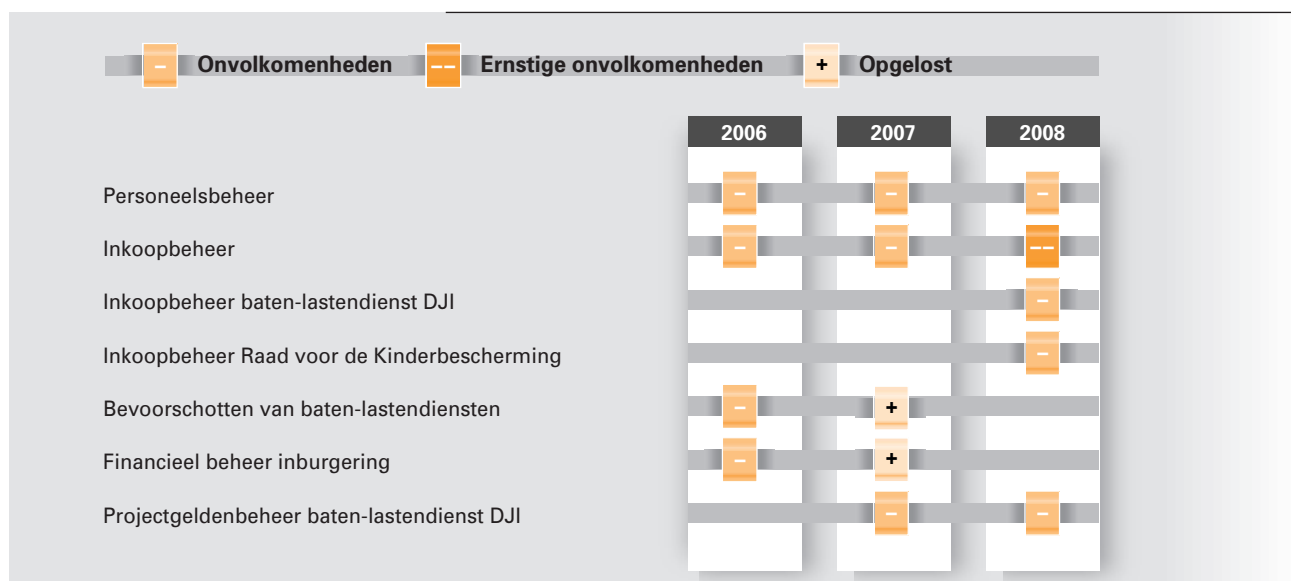 – Onvolkomenheden –– Ernstige onvolkomenheden + Opgelost
2006 2007 2008
Personeelsbeheer – – –
Inkoopbeheer – – ––
Inkoopbeheer baten-lastendienst DJI –
Inkoopbeheer Raad voor de Kinderbescherming –
Bevoorschotten van baten-lastendiensten – +
Financieel beheer inburgering – +
Projectgeldenbeheer baten-lastendienst DJI – –